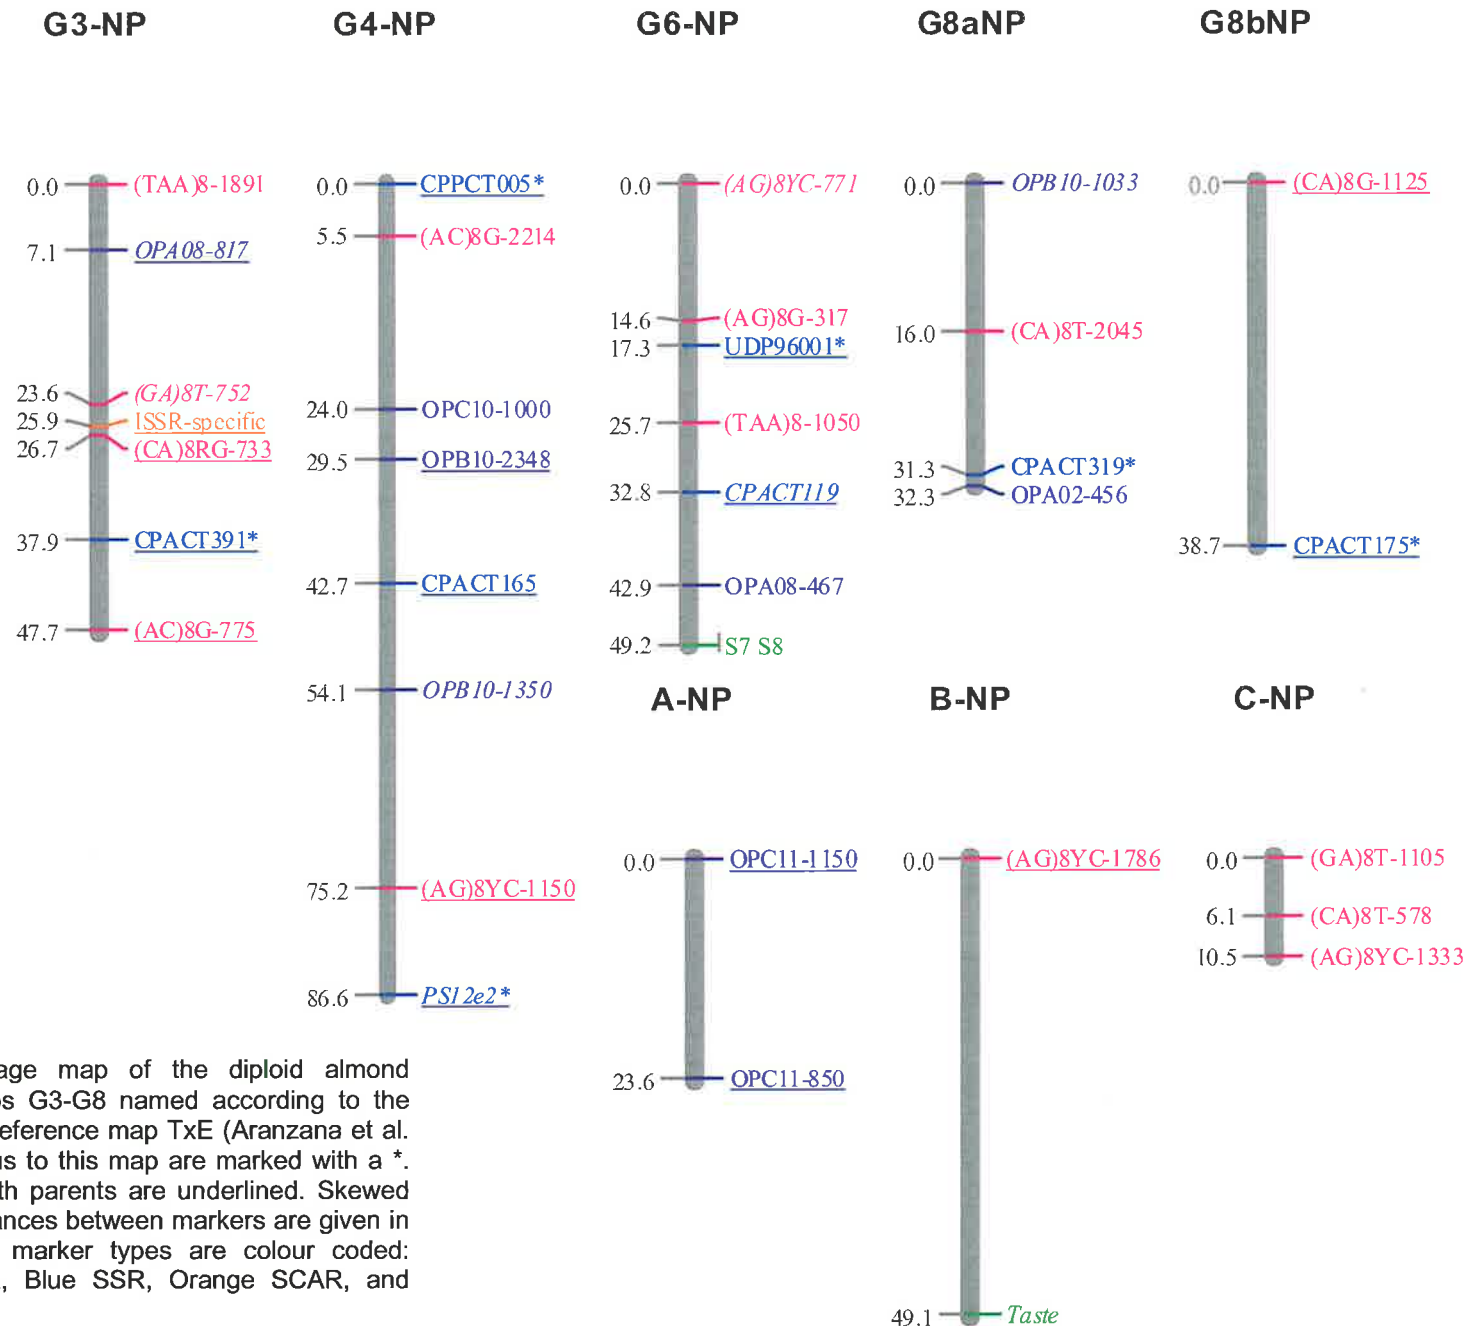 G3-NP
0.0 (TAA)8-1891
7.1 OPA08-817
23.6 (GA)8T-752
25.9 ISSR-specific
26.7 (CA)8RG-733
37.9 CPACT391*
47.7 (AC)8G-775
G4-NP
0.0 CPPCT005*
5.5 (AC)8G-2214
24.0 OPC10-1000
29.5 OPB10-2348
42.7 CPACT165
54.1 OPB10-1350
75.2 (AG)8YC-1150
86.6 PS12e2*
G6-NP
0.0 (AG)8YC-771
14.6 (AG)8G-317
17.3 UDP96001*
25.7 (TAA)8-1050
32.8 CPACT119
42.9 OPA08-467
49.2 S7 S8
G8aNP
0.0 OPB10-1033
16.0 (CA)8T-2045
31.3 CPACT319*
32.3 OPA02-456
G8bNP
0.0 (CA)8G-1125
38.7 CPACT175*
A-NP
0.0 OPC11-1150
23.6 OPC11-850
B-NP
0.0 (AG)8YC-1786
49.1 Taste
C-NP
0.0 (GA)8T-1105
6.1 (CA)8T-578
10.5 (AG)8YC-1333
age map of the diploid almond
s G3-G8 named according to the
eference map TxE (Aranzana et al.
us to this map are marked with a *.
th parents are underlined. Skewed
ances between markers are given in
marker types are colour coded:
, Blue SSR, Orange SCAR, and